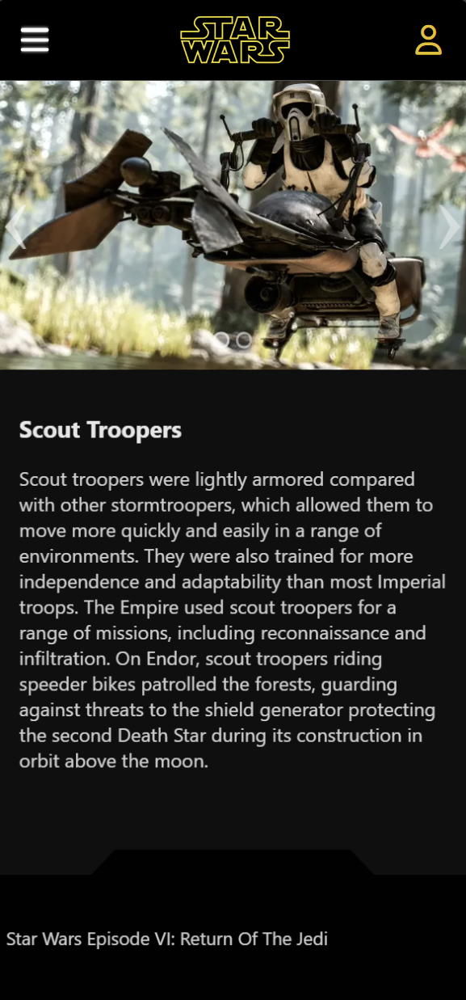 STAR
WARS
Scout Troopers
Scout troopers were lightly armored compared
with other stormtroopers, which allowed them to
move more quickly and easily in a range of
environments. They were also trained for more
independence and adaptability than most Imperial
troops. The Empire used scout troopers for a
range of missions, including reconnaissance and
infiltration. On Endor, scout troopers riding
speeder bikes patrolled the forests, guarding
against threats to the shield generator protecting
the second Death Star during its construction in
orbit above the moon.
Star Wars Episode VI: Return Of The Jedi